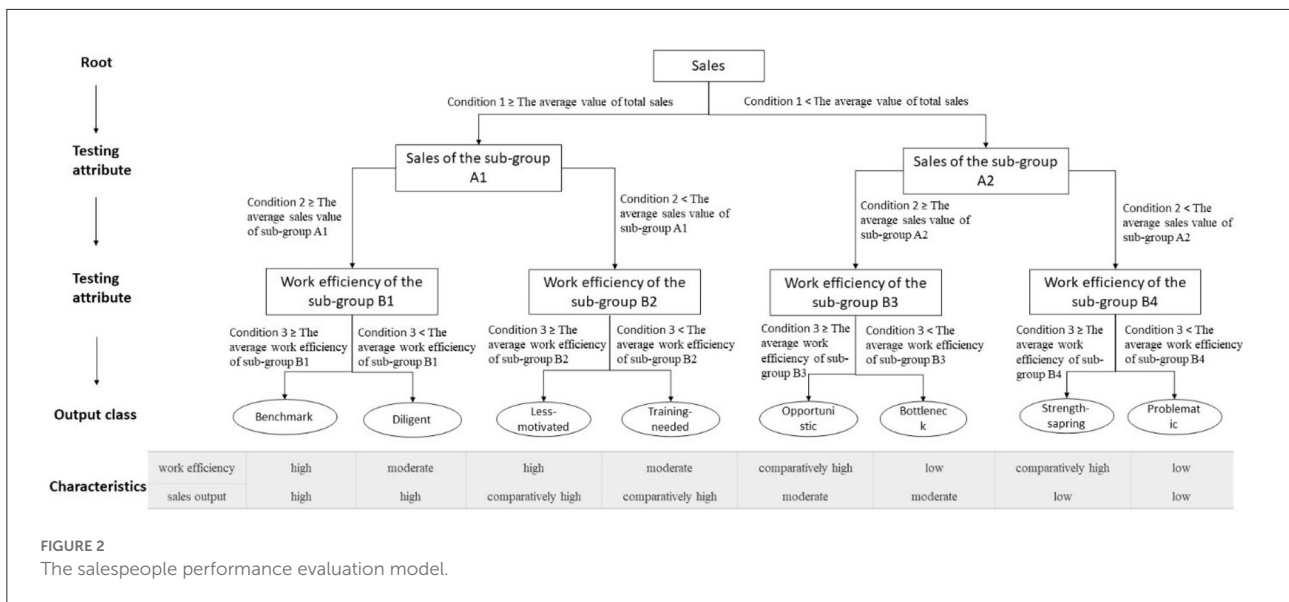 Root
Sales
Condition 1 ≥ The average value of total sales
Condition 1 < The average value of total sales
Testing
attribute
Sales of the sub-group
A1
Sales of the sub-group
A2
Condition 2 ≥ The
average sales value
of sub-group A1
Condition 2 < The
average sales value of
sub-group A1
Condition 2 ≥ The
average sales value of
sub-group A2
Condition 2 < The
average sales value
of sub-group A2
Testing
attribute
Work efficiency of the
sub-group B1
Work efficiency of the
sub-group B2
Work efficiency of the
sub-group B3
Work efficiency of the
sub-group B4
Condition 3 ≥ The
average work efficiency
of sub-group B1
Condition 3 < The
average work efficiency
of sub-group B1
Condition 3 ≥ The
average work efficiency
of sub-group B2
Condition 3 < The
average work efficiency
of sub-group B2
Condition 3 ≥ The
average work
efficiency of sub-
group B3
Condition 3 < The
average work efficiency
of sub-group B3
Condition 3 ≥ The
average work
efficiency of sub-
group B4
Condition 3 < The
average work efficiency
of sub-group B4
Output class
Benchmark
Diligent
Less-
motivated
Training-
needed
Opportuni
stic
Bottlenec
k
Strength-
sapring
Problemat
ic
Characteristics
work efficiency high moderate high moderate comparatively high low comparatively high low
sales output high high comparatively high comparatively high moderate moderate low low
FIGURE 2
The salespeople performance evaluation model.